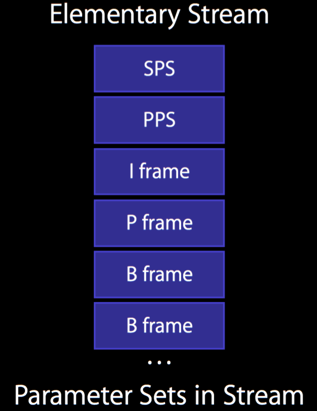 Elementary Stream
SPS
PPS
I frame
P frame
B frame
B frame
...
Parameter Sets in Stream